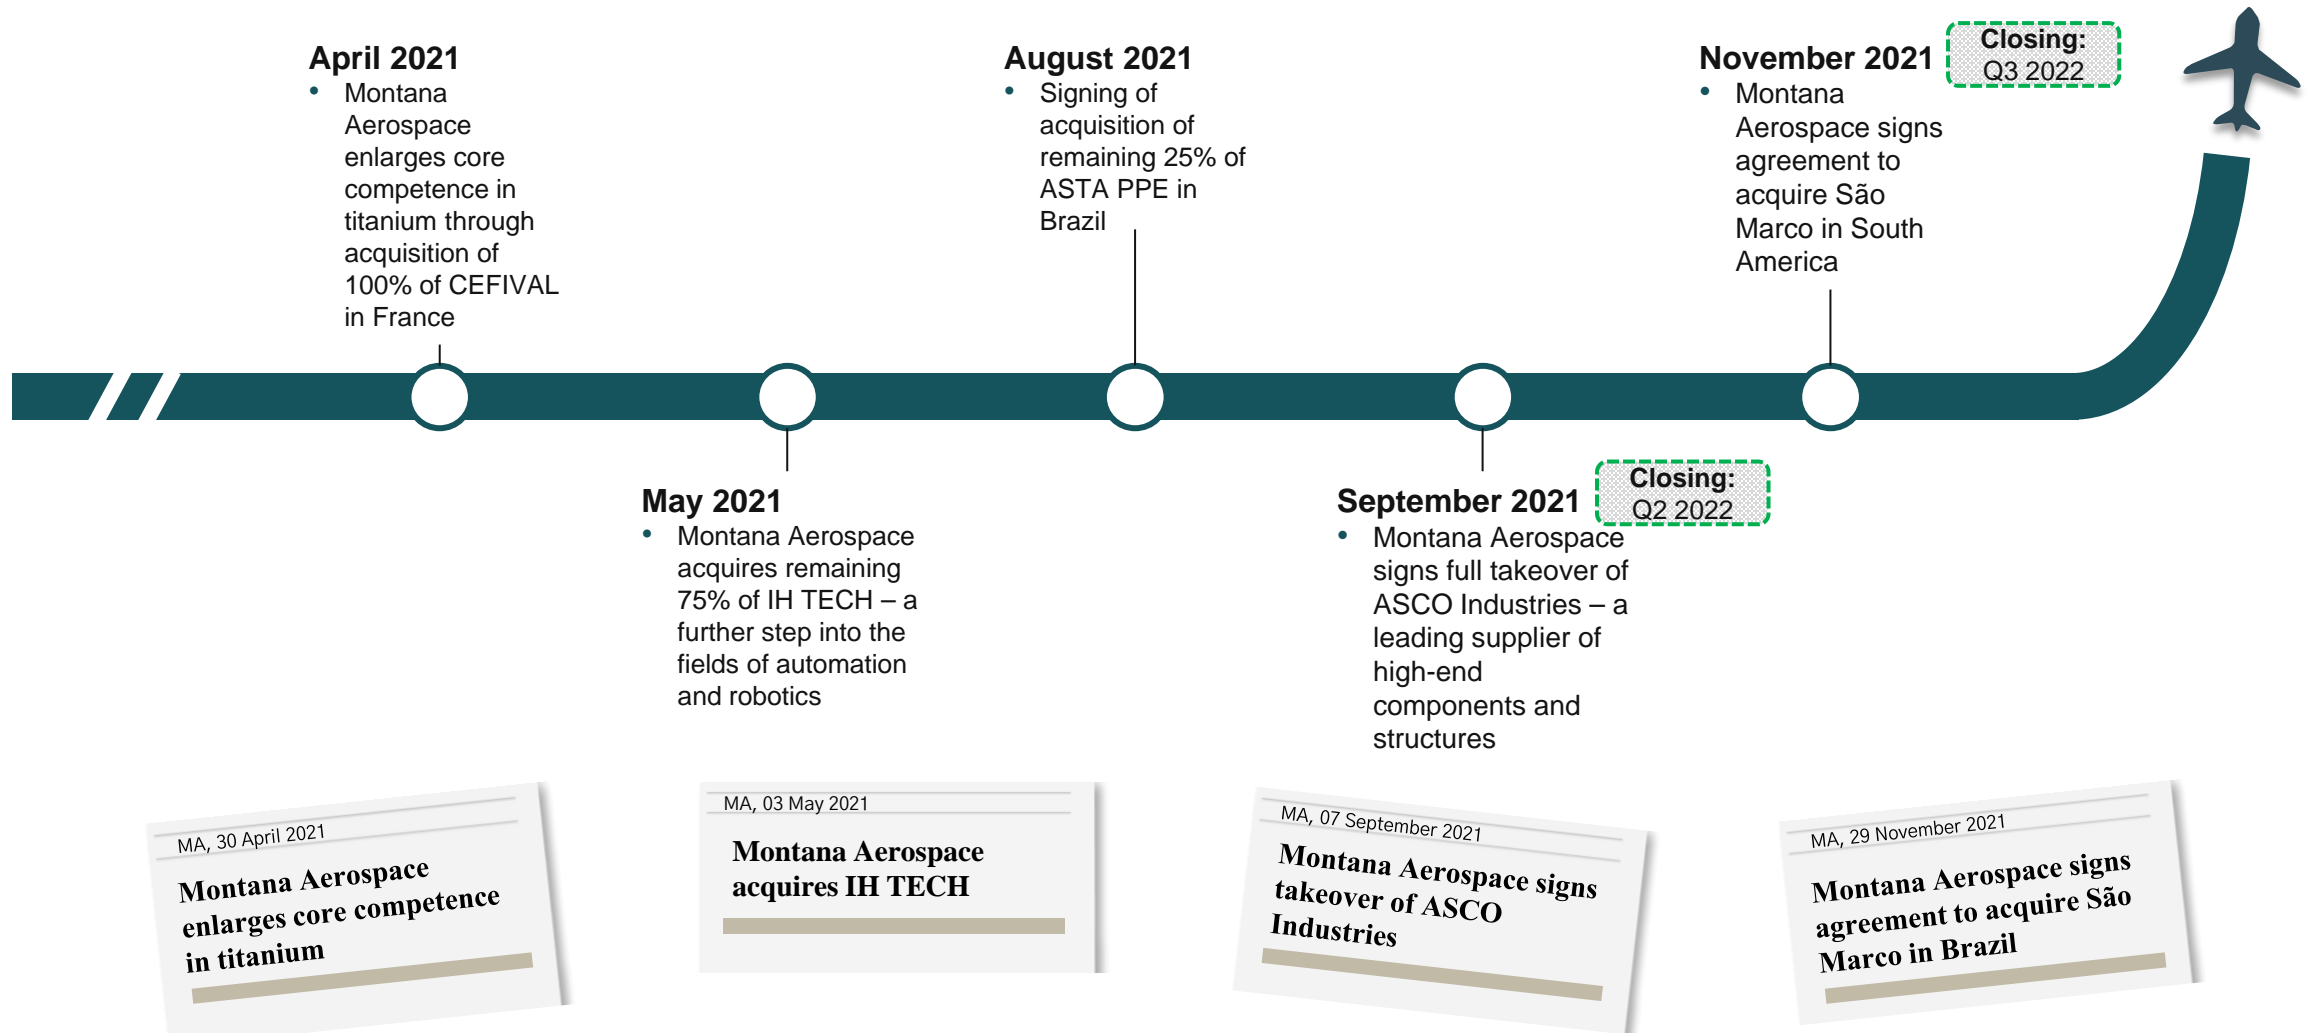 April 2021
• Montana
Aerospace
enlarges core
competence in
titanium through
acquisition of
100% of CEFIVAL
in France
August 2021
• Signing of
acquisition of
remaining 25% of
ASTA PPE in
Brazil
November 2021
Closing:
Q3 2022
• Montana
Aerospace signs
agreement to
acquire São
Marco in South
America
May 2021
• Montana Aerospace
acquires remaining
75% of IH TECH – a
further step into the
fields of automation
and robotics
September 2021
Closing:
Q2 2022
• Montana Aerospace
signs full takeover of
ASCO Industries – a
leading supplier of
high-end
components and
structures
MA, 30 April 2021
Montana Aerospace
enlarges core competence
in titanium
MA, 03 May 2021
Montana Aerospace
acquires IH TECH
MA, 07 September 2021
Montana Aerospace signs
takeover of ASCO
Industries
MA, 29 November 2021
Montana Aerospace signs
agreement to acquire São
Marco in Brazil